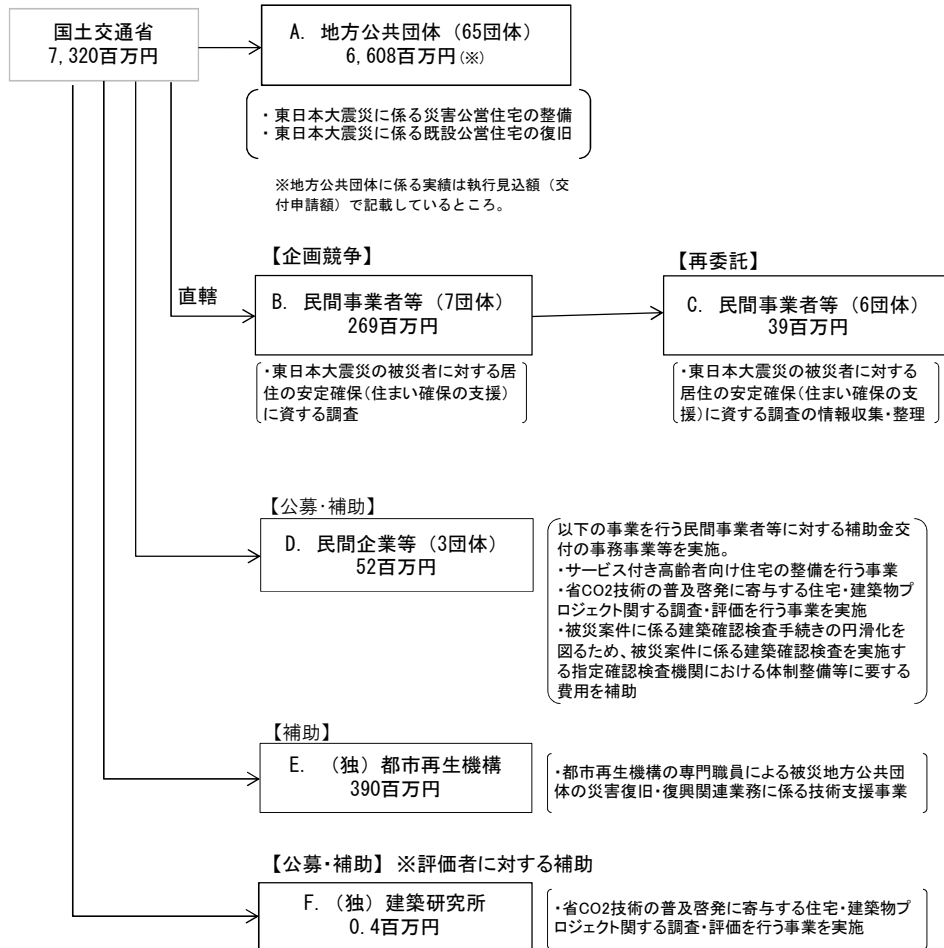 国土交通省
7,320百万円
A. 地方公共団体（65団体）
6,608百万円(※)
・東日本大震災に係る災害公営住宅の整備
・東日本大震災に係る既設公営住宅の復旧
※地方公共団体に係る実績は執行見込額（交
付申請額）で記載しているところ。
【企画競争】
直轄
B. 民間事業者等（7団体）
269百万円
・東日本大震災の被災者に対する居
住の安定確保（住まい確保の支援）
に資する調査
【再委託】
C. 民間事業者等（6団体）
39百万円
・東日本大震災の被災者に対する
居住の安定確保（住まい確保の支
援）に資する調査の情報収集・整理
【公募・補助】
D. 民間企業等（3団体）
52百万円
以下の事業を行う民間事業者等に対する補助金交
付の事務事業等を実施。
・サービス付き高齢者向け住宅の整備を行う事業
・省CO2技術の普及啓発に寄与する住宅・建築物プ
ロジェクト関する調査・評価を行う事業を実施
・被災案件に係る建築確認検査手続きの円滑化を
図るため、被災案件に係る建築確認検査を実施す
る指定確認検査機関における体制整備等に要する
費用を補助
【補助】
E. （独）都市再生機構
390百万円
・都市再生機構の専門職員による被災地方公共団
体の災害復旧・復興関連業務に係る技術支援事業
【公募・補助】 ※評価者に対する補助
F. （独）建築研究所
0.4百万円
・省CO2技術の普及啓発に寄与する住宅・建築物プ
ロジェクト関する調査・評価を行う事業を実施